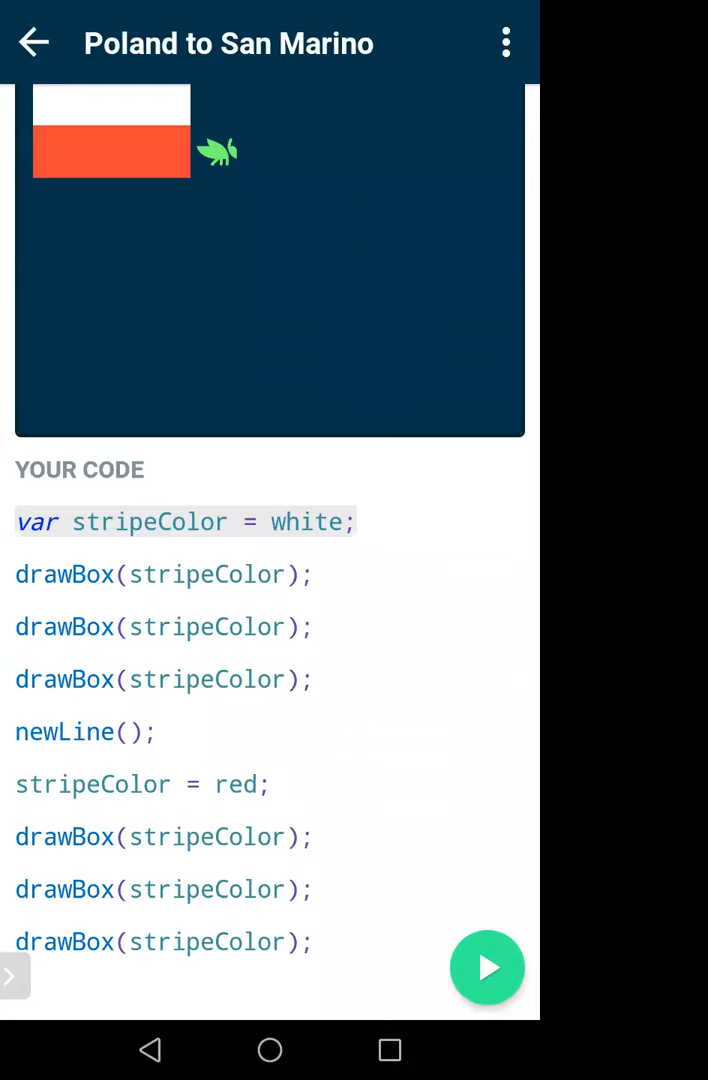 Poland to San Marino
YOUR CODE
var stripeColor = white;
drawBox(stripeColor);
drawBox(stripeColor);
drawBox(stripeColor);
newLine();
stripeColor = red;
drawBox(stripeColor);
drawBox(stripeColor);
drawBox(stripeColor);